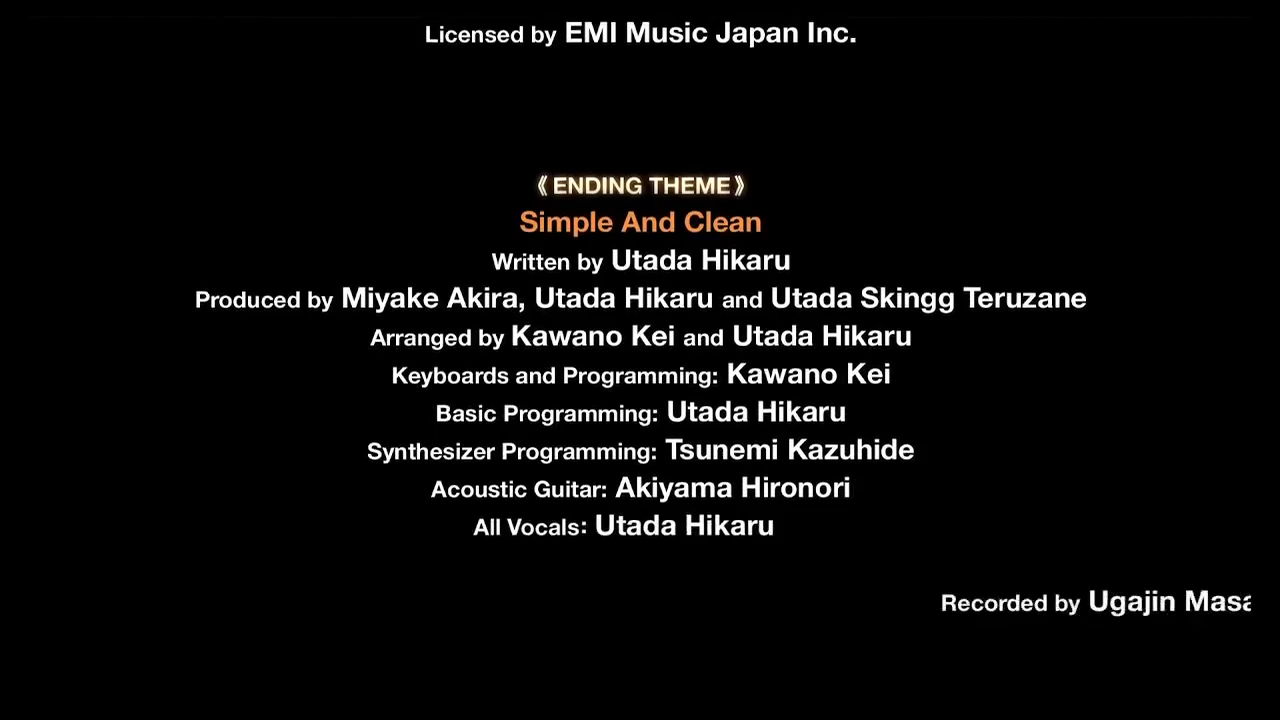 Licensed by EMI Music Japan Inc.
《ENDING THEME》
Simple And Clean
Written by Utada Hikaru
Produced by Miyake Akira, Utada Hikaru and Utada Skingg Teruzane
Arranged by Kawano Kei and Utada Hikaru
Keyboards and Programming: Kawano Kei
Basic Programming: Utada Hikaru
Synthesizer Programming: Tsunemi Kazuhide
Acoustic Guitar: Akiyama Hironori
All Vocals: Utada Hikaru
Recorded by Ugajin